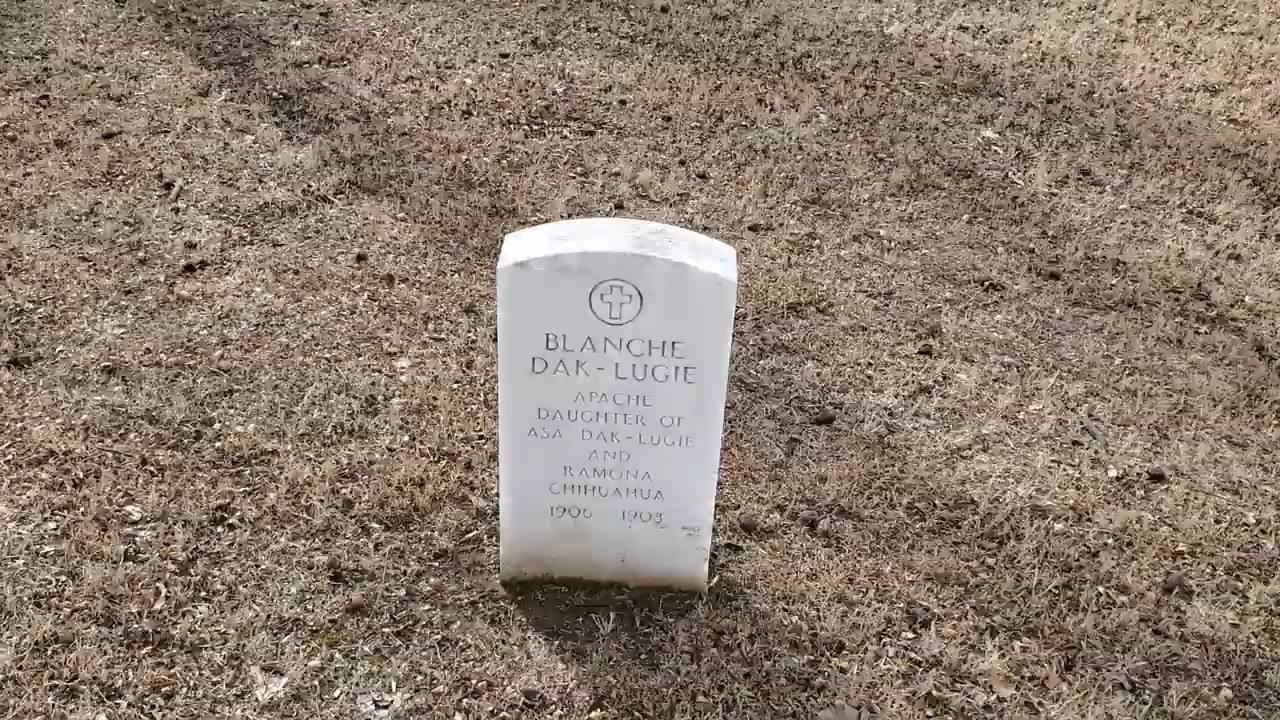 BLANCHE
DAK-LUGIE
APACHE
DAUGHTER OF
ASA DAK-LUGIE
AND
RAMONA
CHIHUAHUA
1906 1908